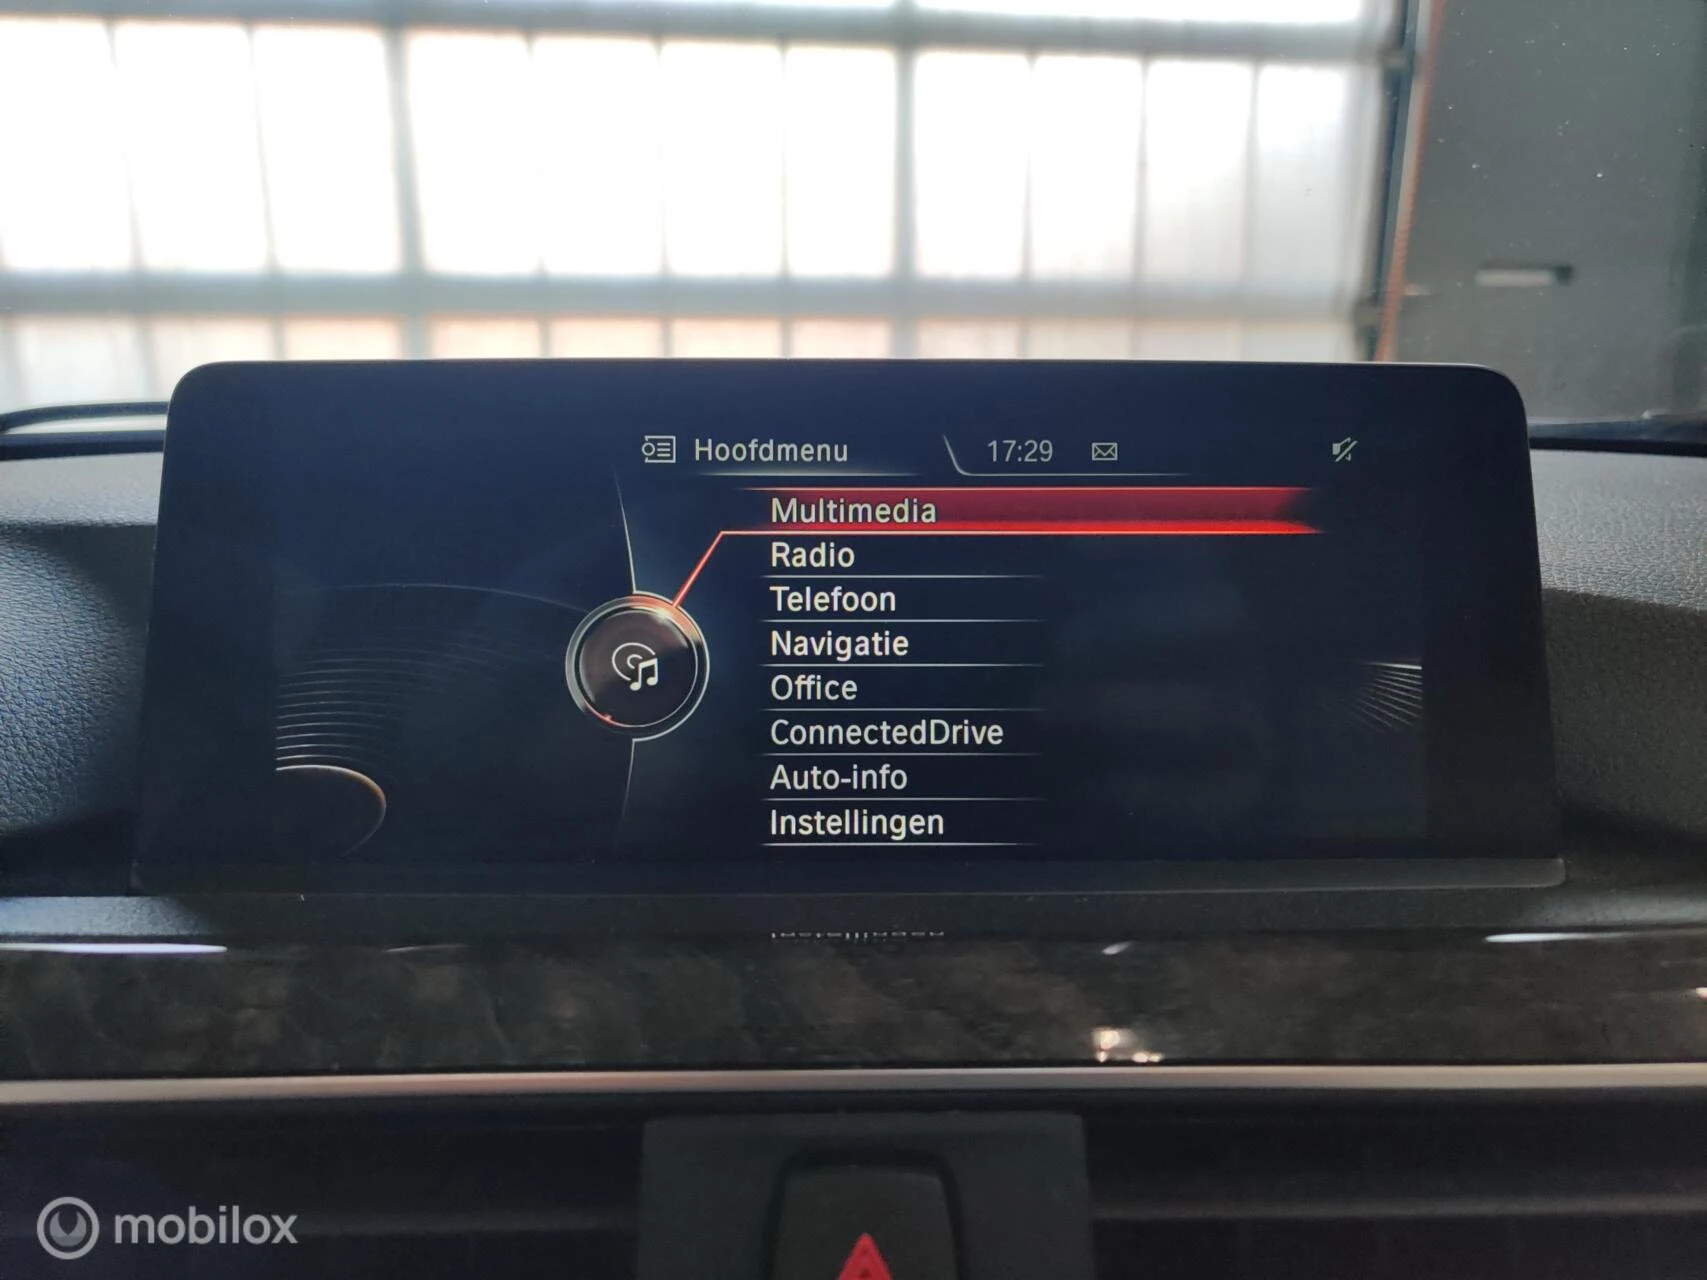 Hoofdmenu 17:29
Multimedia
Radio
Telefoon
Navigatie
Office
ConnectedDrive
Auto-info
Instellingen
mobilox